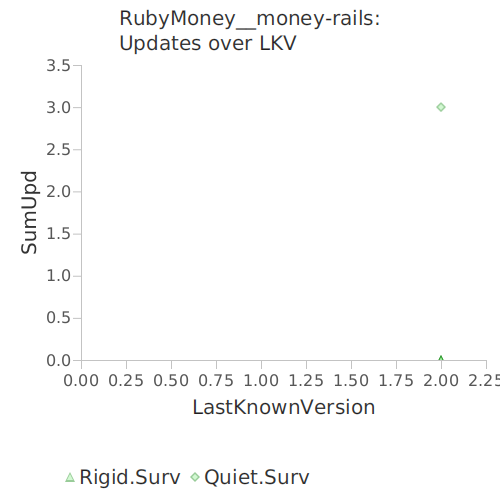 RubyMoney__money-rails:
Updates over LKV
3.5
3.0
2.5
2.0
1.5
1.0
0.5
0.0
SumUpd
0.00 0.25 0.50 0.75 1.00 1.25 1.50 1.75 2.00 2.25
LastKnownVersion
Rigid.Surv Quiet.Surv